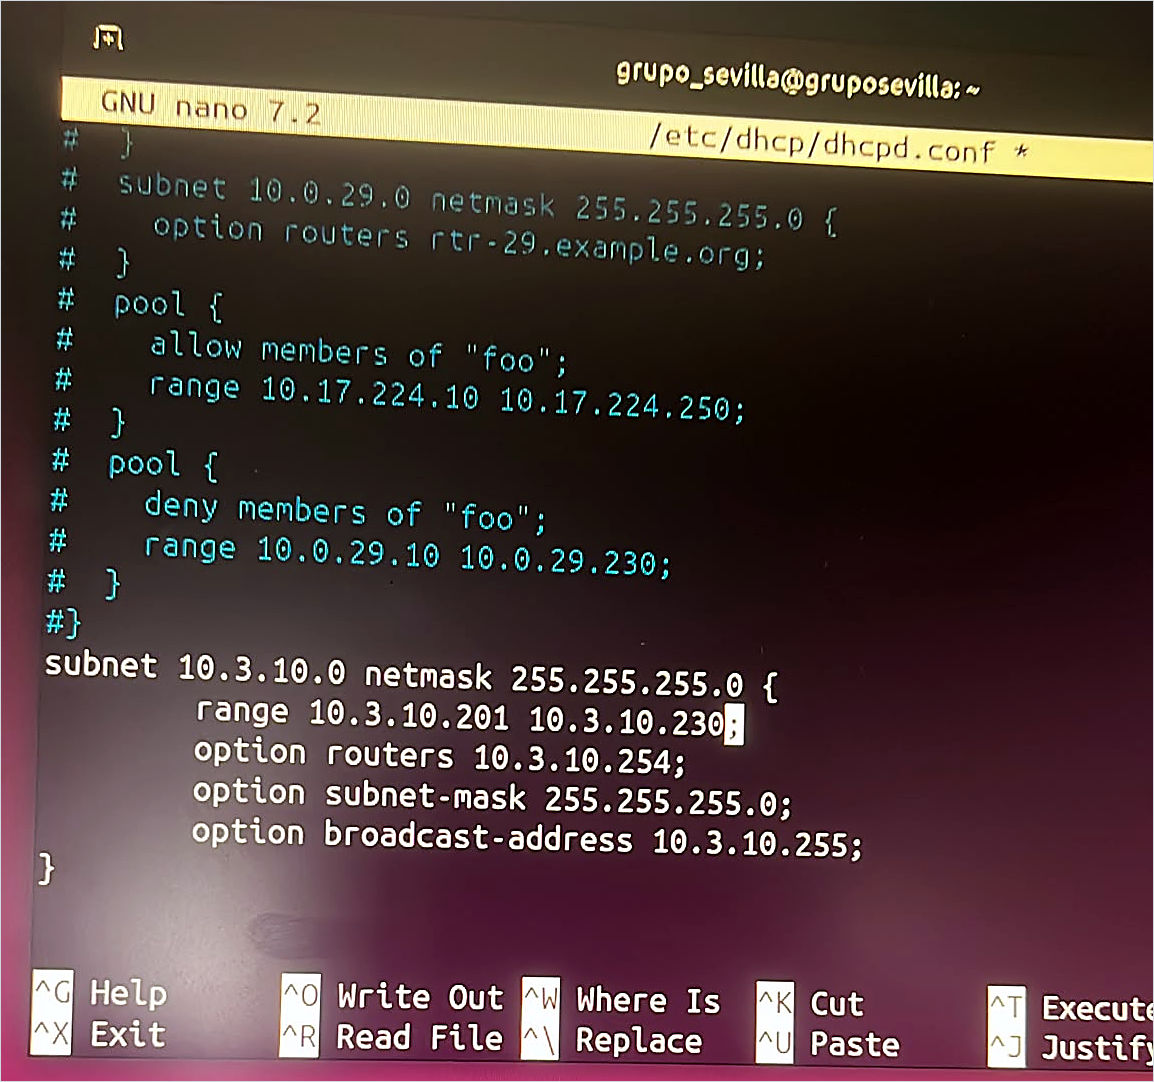 grupo_sevilla@gruposevilla: ~
GNU nano 7.2 /etc/dhcp/dhcpd.conf *
#  }
#  subnet 10.0.29.0 netmask 255.255.255.0 {
#    option routers rtr-29.example.org;
#  }
#  pool {
#    allow members of "foo";
#    range 10.17.224.10 10.17.224.250;
#  }
#  pool {
#    deny members of "foo";
#    range 10.0.29.10 10.0.29.230;
#  }
#}
subnet 10.3.10.0 netmask 255.255.255.0 {
        range 10.3.10.201 10.3.10.230;
        option routers 10.3.10.254;
        option subnet-mask 255.255.255.0;
        option broadcast-address 10.3.10.255;
}
^G Help ^O Write Out ^W Where Is ^K Cut ^T Execute
^X Exit ^R Read File ^\ Replace ^U Paste ^J Justify